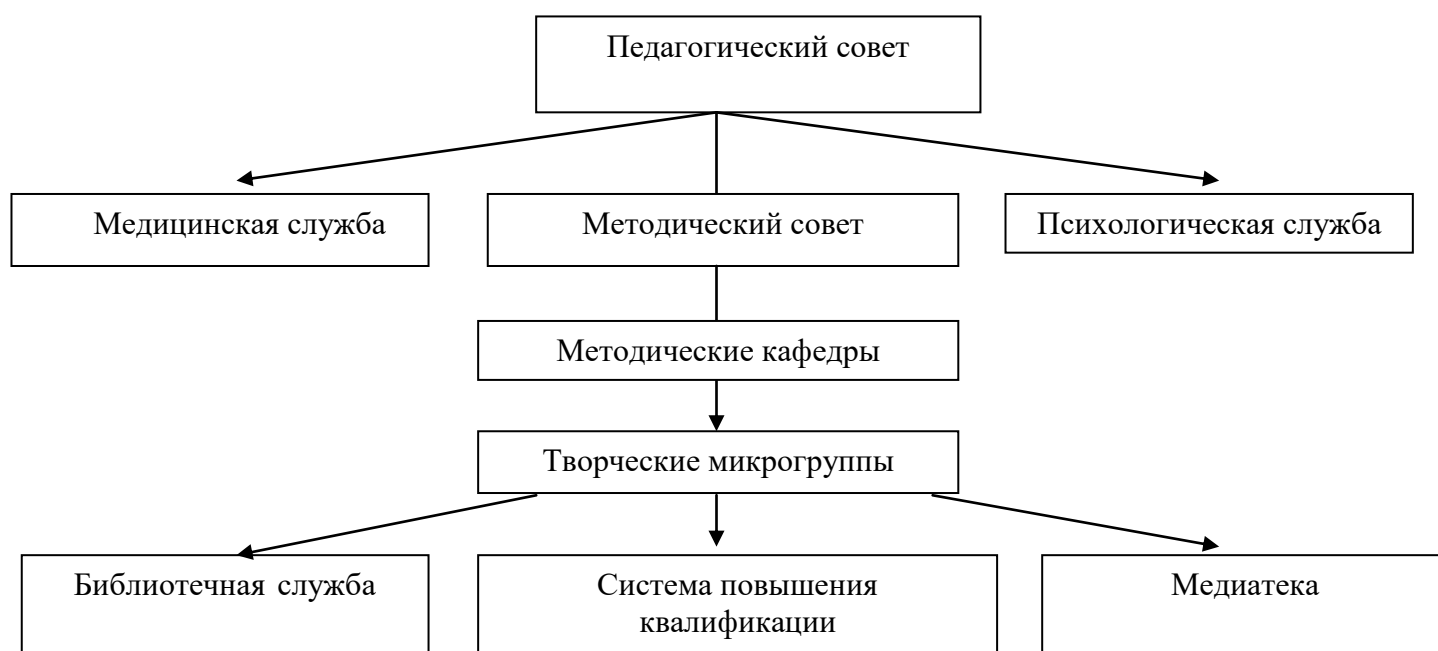 Педагогический совет
Медицинская служба
Методический совет
Психологическая служба
Методические кафедры
Творческие микрогруппы
Библиотечная служба
Система повышения
квалификации
Медиатека